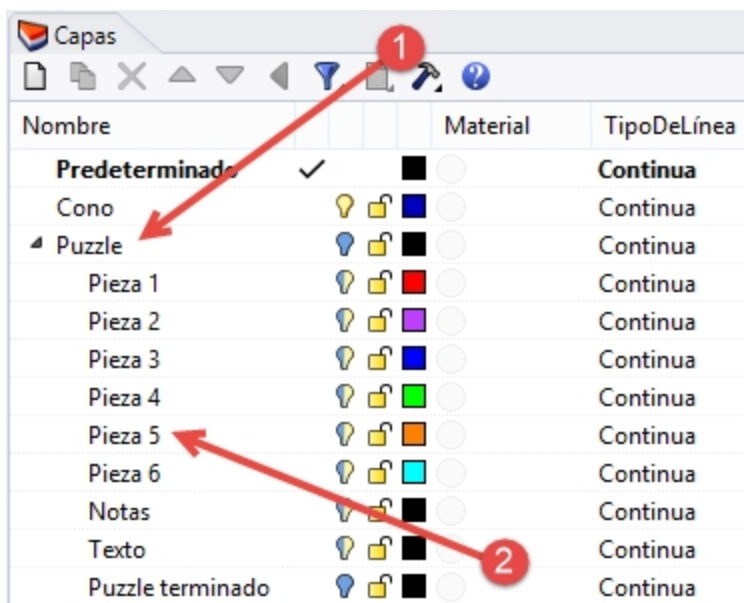 Capas
1
Nombre Material TipoDeLínea
Predeterminado Continua
Cono Continua
Puzzle Continua
Pieza 1 Continua
Pieza 2 Continua
Pieza 3 Continua
Pieza 4 Continua
Pieza 5 Continua
Pieza 6 Continua
Notas Continua
Texto Continua
2
Puzzle terminado Continua